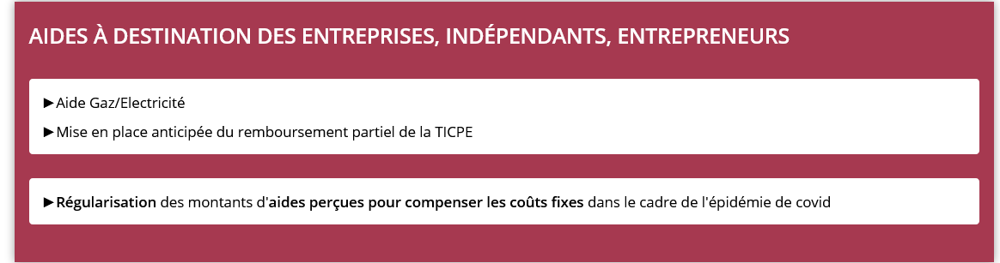 AIDES À DESTINATION DES ENTREPRISES, INDÉPENDANTS, ENTREPRENEURS
►Aide Gaz/Electricité
►Mise en place anticipée du remboursement partiel de la TICPE
►Régularisation des montants d'aides perçues pour compenser les coûts fixes dans le cadre de l'épidémie de covid